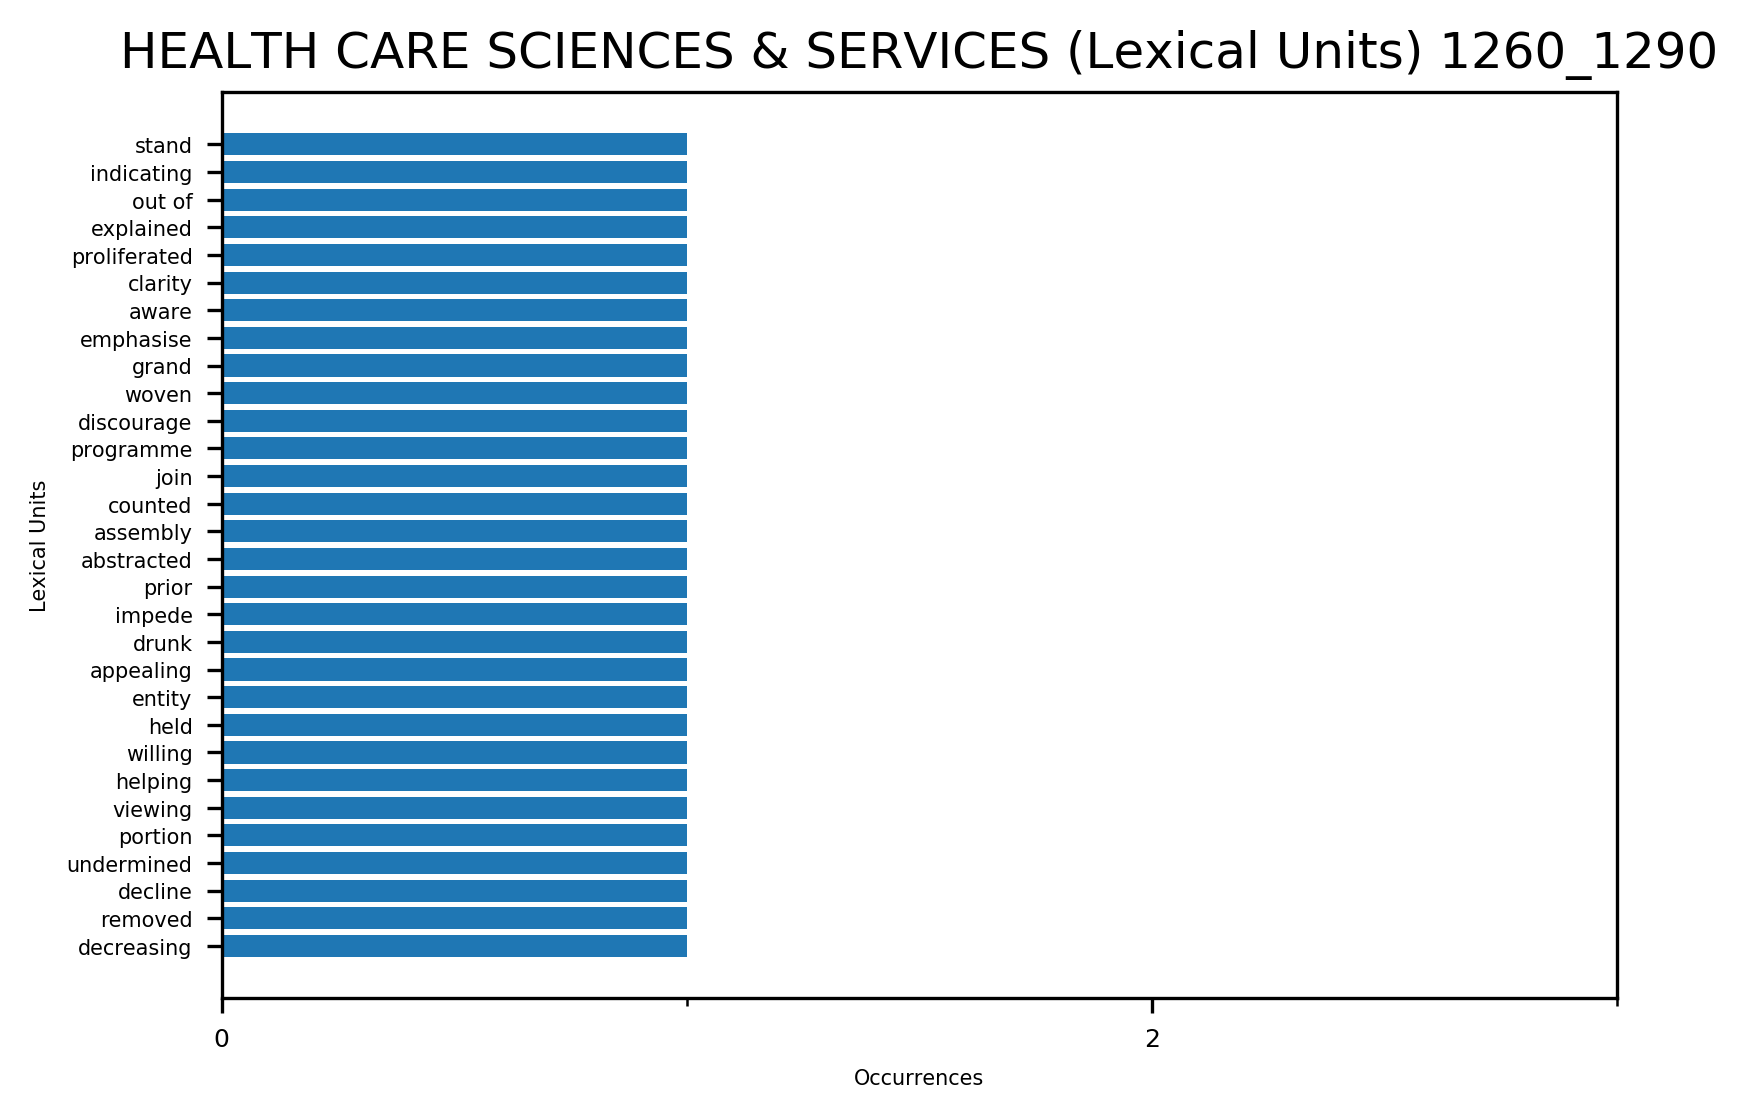 HEALTH CARE SCIENCES & SERVICES (Lexical Units) 1260_1290
stand
indicating
out of
explained
proliferated
clarity
aware
emphasise
grand
woven
discourage
programme
join
counted
assembly
abstracted
prior
impede
drunk
appealing
entity
held
willing
helping
viewing
portion
undermined
decline
removed
decreasing
Lexical Units
0 2
Occurrences